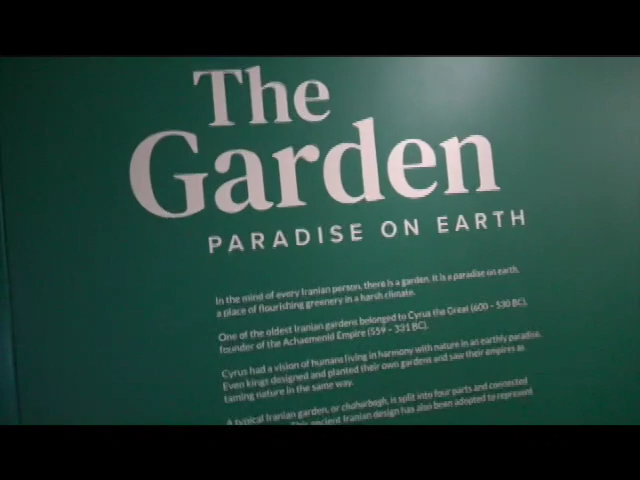 The
Garden
PARADISE ON EARTH
In the mind of every Iranian person, there is a garden. It is a paradise on earth,
a place of flourishing greenery in a harsh climate.
One of the oldest Iranian gardens belonged to Cyrus the Great (600 – 530 BC),
founder of the Achaemenid Empire (559 – 331 BC).
Cyrus had a vision of humans living in harmony with nature in an earthly paradise.
Even kings designed and planted their own gardens and saw their empires as
taming nature in the same way.
A typical Iranian garden, or chaharbagh, is split into four parts and connected
This ancient Iranian design has also been adopted to represent